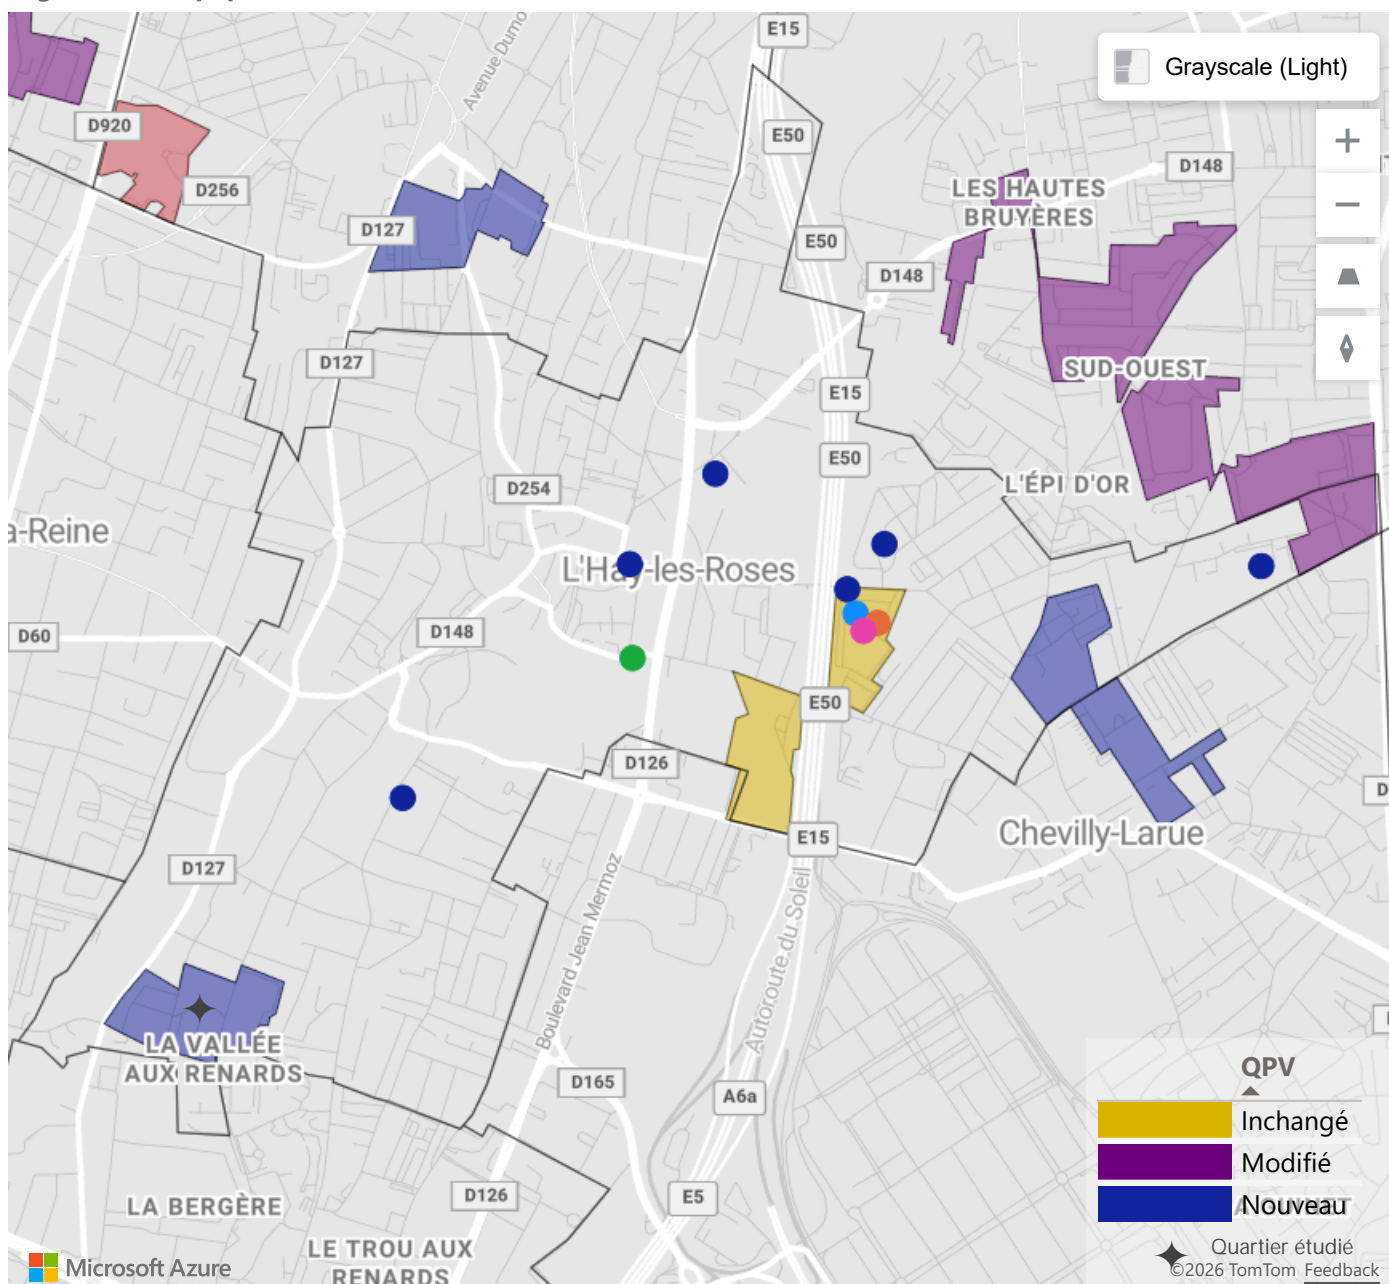 E15
Avenue Dumo
Grayscale (Light)
D920
E50
D148
D256
LES HAUTES
BRUYÈRES
D127
E50
D148
D127
SUD-OUEST
E15
E50
D254
L'ÉPI D'OR
a-Reine
L'Haÿ-les-Roses
D60
D148
E50
D126
D
Chevilly-Larue
E15
D127
Boulevard Jean Mermoz
Autoroute du Soleil
LA VALLÉE
AUX RENARDS
D165
A6a
QPV
Inchangé
Modifié
Nouveau
D126
E5
LA BERGÈRE
LE TROU AUX
RENARDS
Quartier étudié
Microsoft Azure
©2026 TomTom Feedback